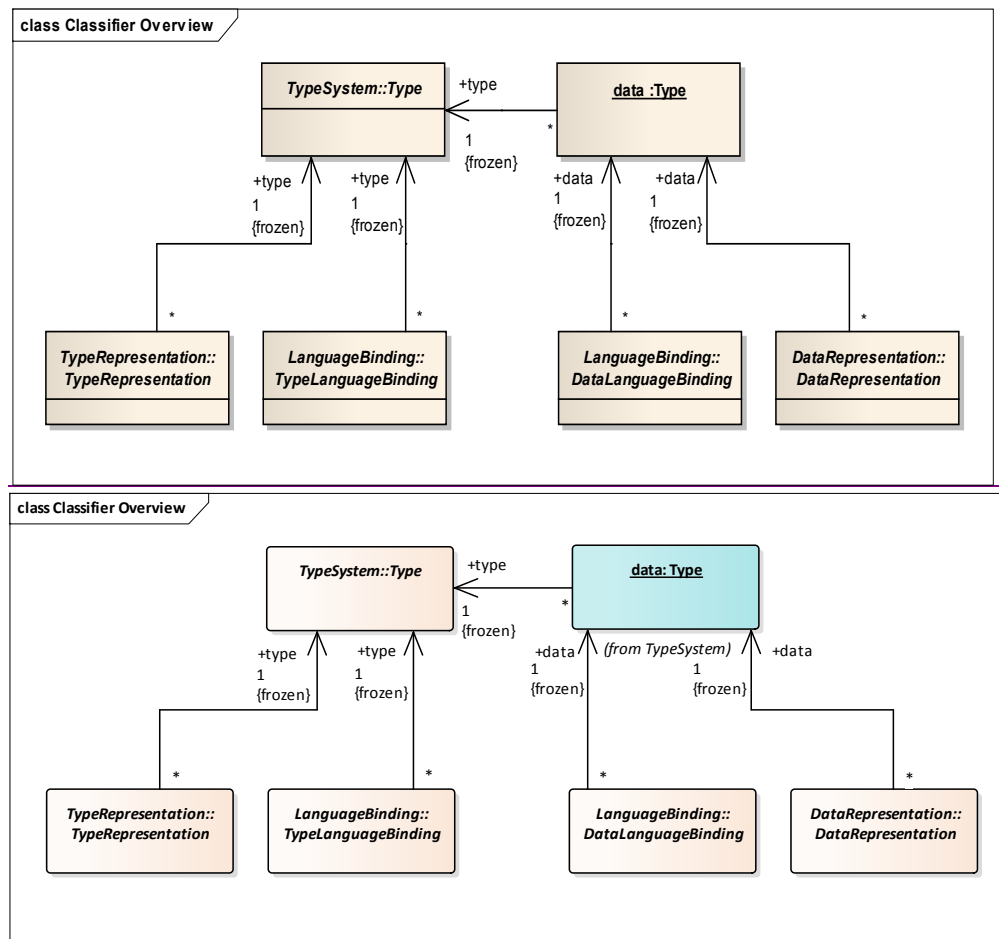 class Classifier Overview
TypeSystem::Type
data :Type
+type
*
1
{frozen}
+type
1
{frozen}
+type
1
{frozen}
+data
1
{frozen}
+data
1
{frozen}
*
*
*
*
TypeRepresentation::
TypeRepresentation
LanguageBinding::
TypeLanguageBinding
LanguageBinding::
DataLanguageBinding
DataRepresentation::
DataRepresentation
class Classifier Overview
TypeSystem::Type
data: Type
+type
*
1
{frozen}
(from TypeSystem)
+type
1
{frozen}
+type
1
{frozen}
+data
1
{frozen}
+data
1
{frozen}
*
*
*
*
TypeRepresentation::
TypeRepresentation
LanguageBinding::
TypeLanguageBinding
LanguageBinding::
DataLanguageBinding
DataRepresentation::
DataRepresentation